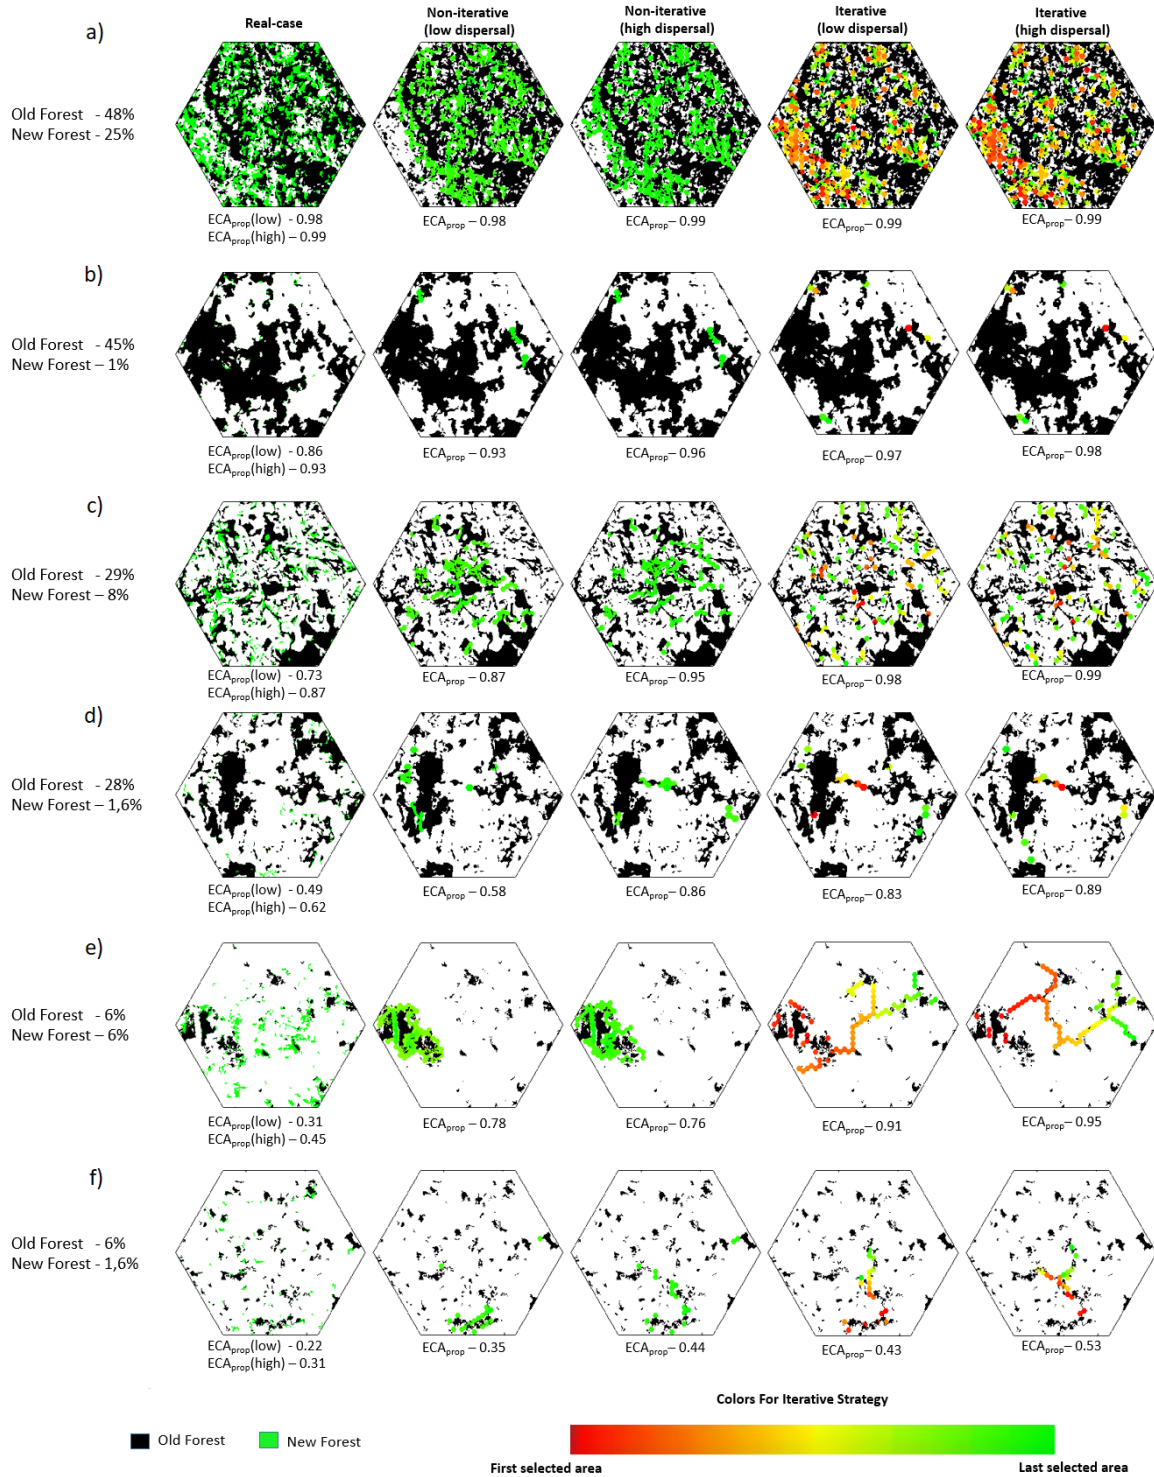 Real-case
Non-iterative
(low dispersal)
Non-iterative
(high dispersal)
Iterative
(low dispersal)
Iterative
(high dispersal)
a)
Old Forest - 48%
New Forest - 25%
ECAprop(low) - 0.98
ECAprop(high) – 0.99
ECAprop – 0.98
ECAprop – 0.99
ECAprop – 0.99
ECAprop – 0.99
b)
Old Forest - 45%
New Forest – 1%
ECAprop(low) - 0.86
ECAprop(high) – 0.93
ECAprop – 0.93
ECAprop – 0.96
ECAprop – 0.97
ECAprop – 0.98
c)
Old Forest - 29%
New Forest – 8%
ECAprop(low) - 0.73
ECAprop(high) – 0.87
ECAprop – 0.87
ECAprop – 0.95
ECAprop – 0.98
ECAprop – 0.99
d)
Old Forest - 28%
New Forest – 1,6%
ECAprop(low) - 0.49
ECAprop(high) – 0.62
ECAprop – 0.58
ECAprop – 0.86
ECAprop – 0.83
ECAprop – 0.89
e)
Old Forest - 6%
New Forest – 6%
ECAprop(low) - 0.31
ECAprop(high) – 0.45
ECAprop – 0.78
ECAprop – 0.76
ECAprop – 0.91
ECAprop – 0.95
f)
Old Forest - 6%
New Forest - 1,6%
ECAprop(low) - 0.22
ECAprop(high) – 0.31
ECAprop – 0.35
ECAprop – 0.44
ECAprop – 0.43
ECAprop – 0.53
Colors For Iterative Strategy
Old Forest
New Forest
First selected area
Last selected area